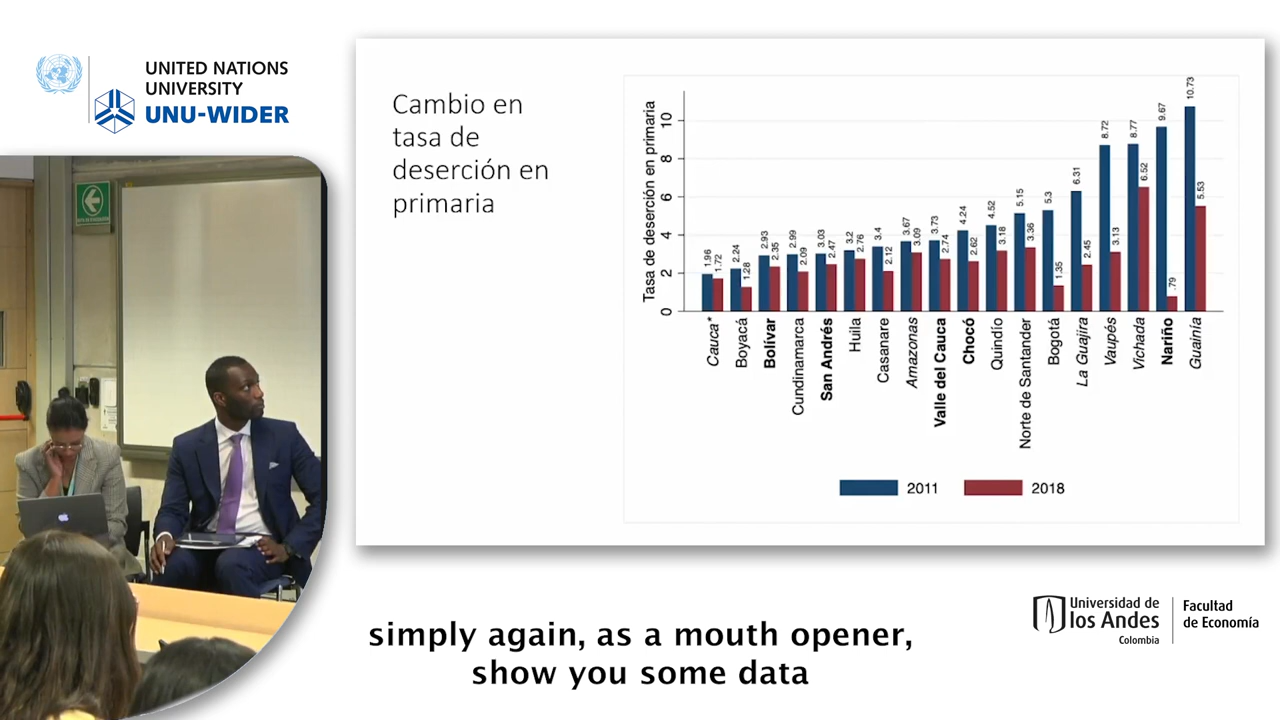 UNITED NATIONS
UNIVERSITY
UNU-WIDER
Cambio en
tasa de
deserción en
primaria
Tasa de deserción en primaria
10
8
6
4
2
0
1.96
1.72
2.24
1.28
2.93
2.35
2.99
2.09
3.03
2.47
3.2
2.76
3.4
2.12
3.67
3.09
3.73
2.74
4.24
2.62
4.52
3.18
5.15
3.36
5.3
1.35
6.31
2.45
8.72
3.13
8.77
6.52
9.67
.79
10.73
5.53
Cauca*
Boyacá
Bolívar
Cundinamarca
San Andrés
Huila
Casanare
Amazonas
Valle del Cauca
Chocó
Quindío
Norte de Santander
Bogotá
La Guajira
Vaupés
Vichada
Nariño
Guainía
2011
2018
simply again, as a mouth opener,
show you some data
Universidad de
los Andes
Colombia
Facultad
de Economía